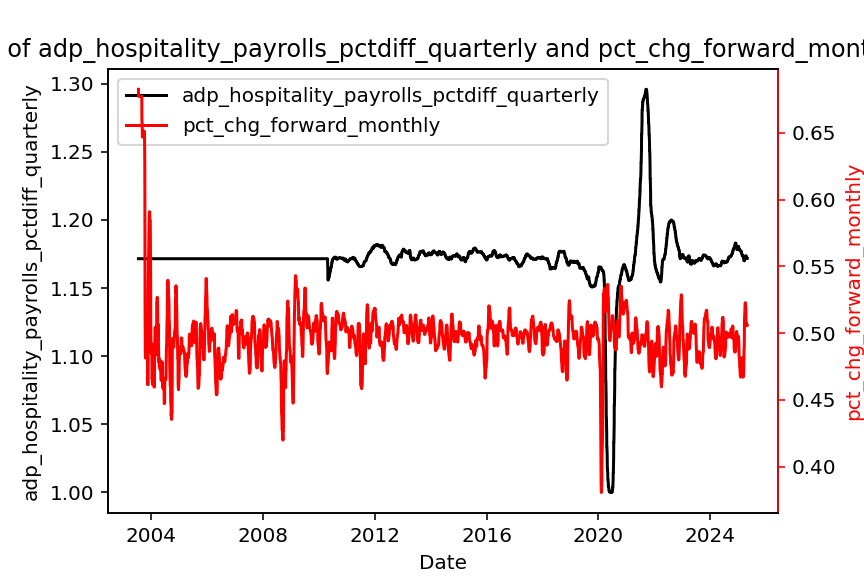 of adp_hospitality_payrolls_pctdiff_quarterly and pct_chg_forward_mont
adp_hospitality_payrolls_pctdiff_quarterly
pct_chg_forward_monthly
1.30
1.25
1.20
1.15
1.10
1.05
1.00
adp_hospitality_payrolls_pctdiff_quarterly
0.65
0.60
0.55
0.50
0.45
0.40
pct_chg_forward_monthly
2004 2008 2012 2016 2020 2024
Date